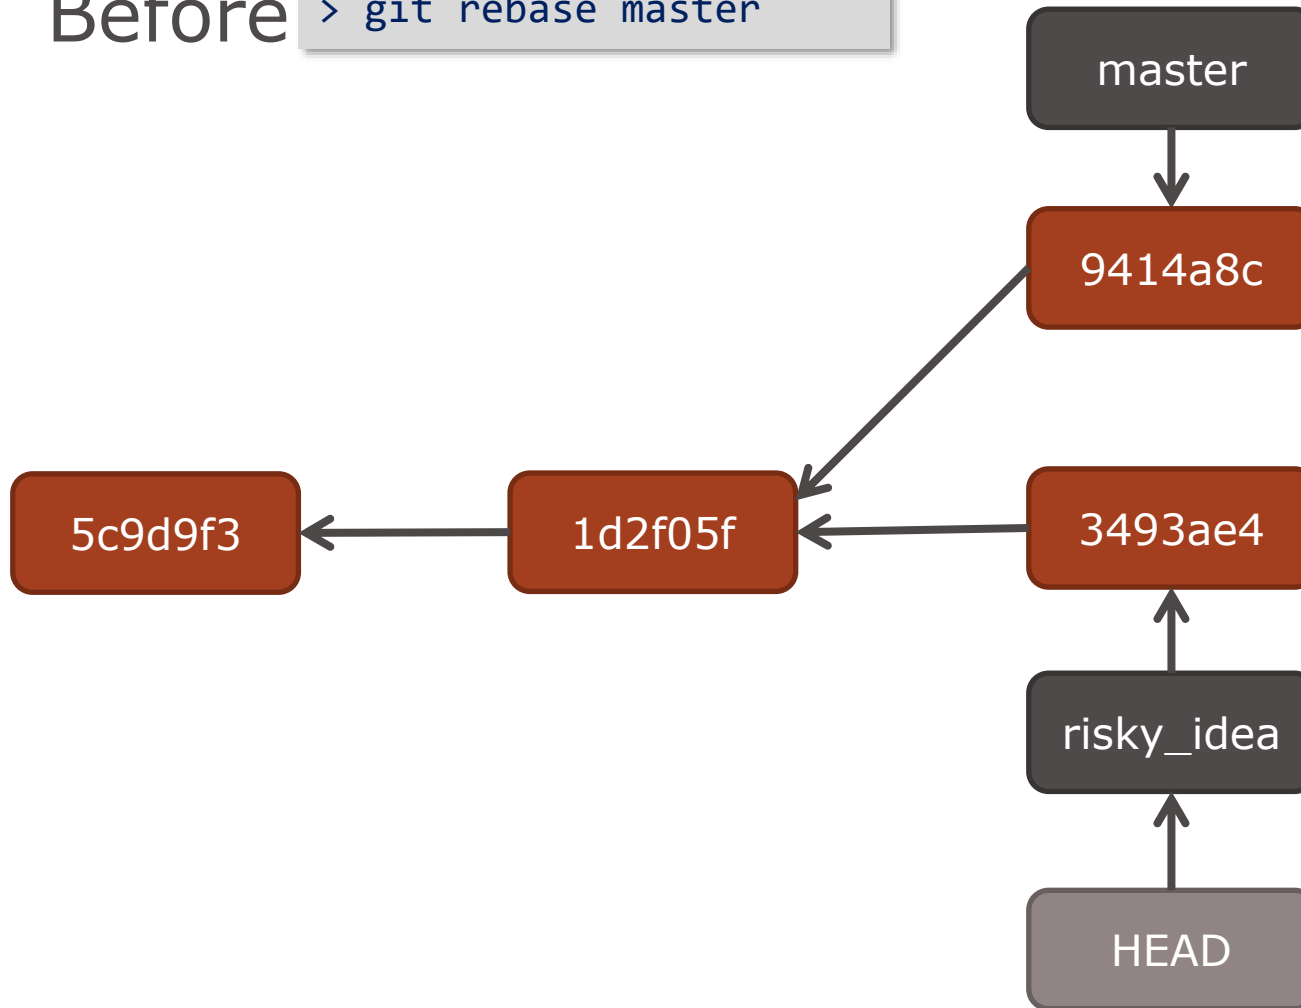 Before
> git rebase master
master
9414a8c
5c9d9f3
1d2f05f
3493ae4
risky_idea
HEAD